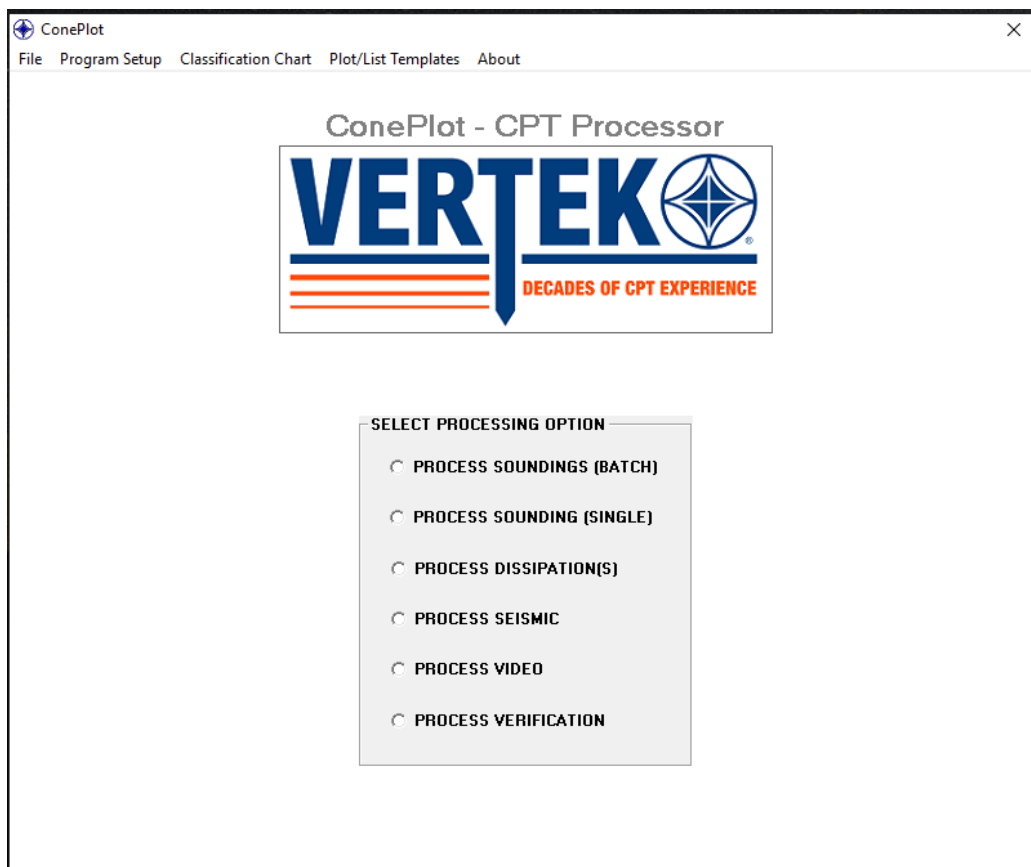 ConePlot
File Program Setup Classification Chart Plot/List Templates About
ConePlot - CPT Processor
VERTEK
®
DECADES OF CPT EXPERIENCE
SELECT PROCESSING OPTION
PROCESS SOUNDINGS (BATCH)
PROCESS SOUNDING (SINGLE)
PROCESS DISSIPATION(S)
PROCESS SEISMIC
PROCESS VIDEO
PROCESS VERIFICATION